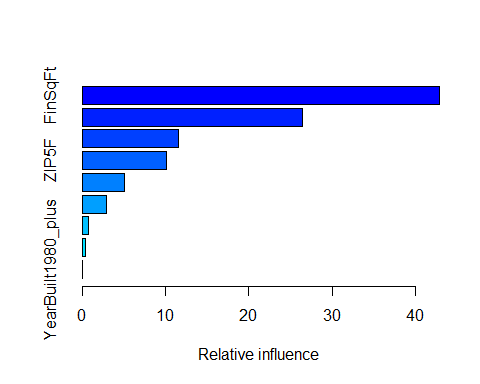 FinSqFt
ZIP5F
YearBuilt1980_plus
0 10 20 30 40
Relative influence